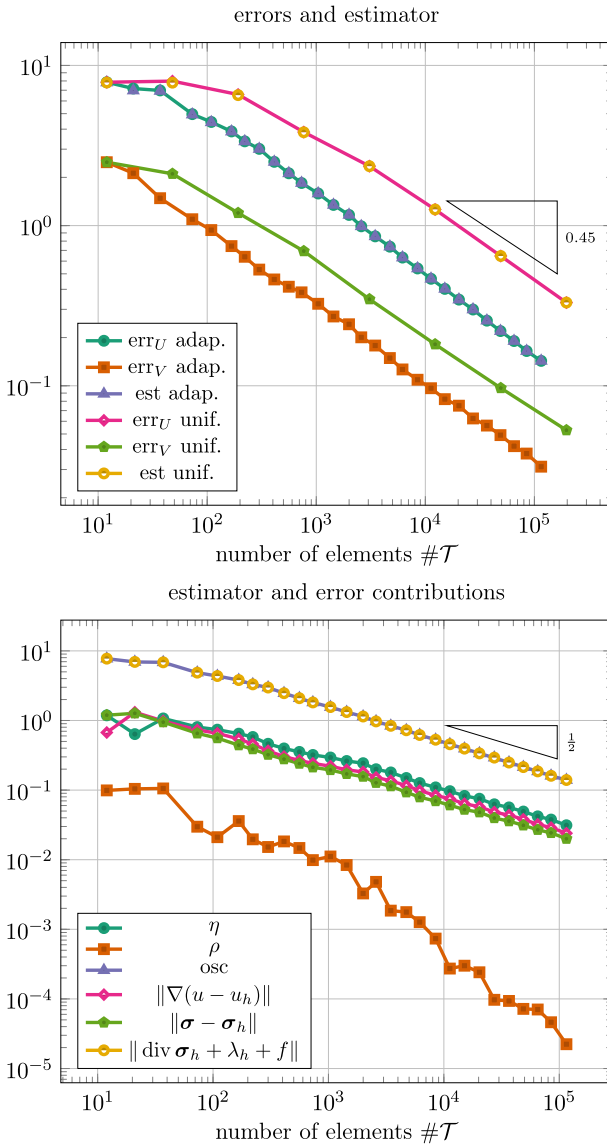 errors and estimator
10^1
10^0
10^{-1}
0.45
err_U adap.
err_V adap.
est adap.
err_U unif.
err_V unif.
est unif.
10^1 10^2 10^3 10^4 10^5
number of elements #𝒯
estimator and error contributions
10^1
10^0
10^{-1}
10^{-2}
10^{-3}
10^{-4}
10^{-5}
1/2
η
ρ
osc
‖∇(u − u_h)‖
‖σ − σ_h‖
‖ div σ_h + λ_h + f‖
10^1 10^2 10^3 10^4 10^5
number of elements #𝒯